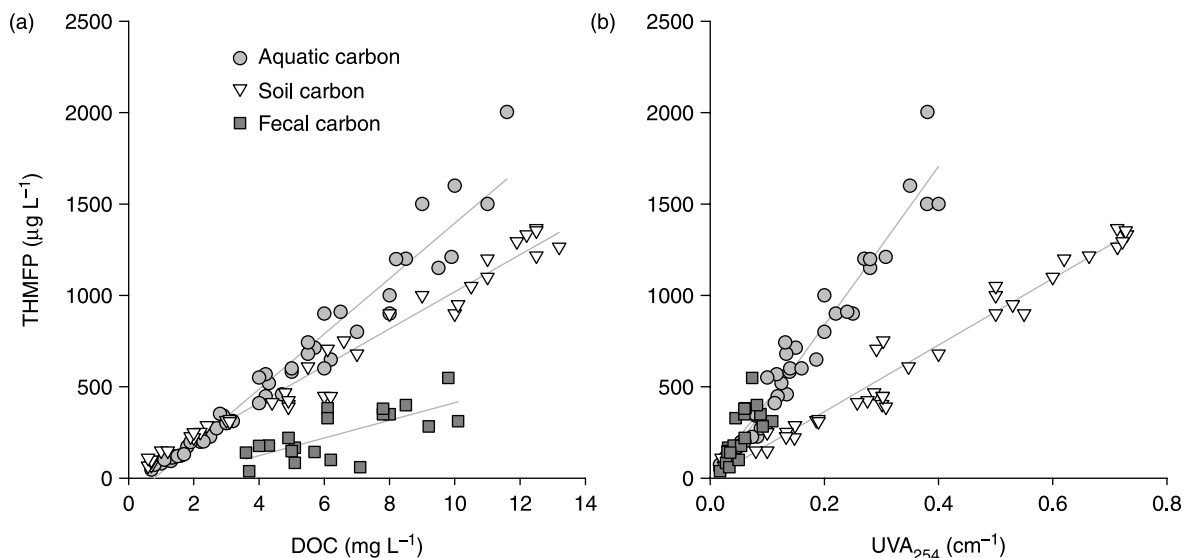 (a)
2500
2000
1500
1000
500
0
THMFP (μg L⁻¹)
Aquatic carbon
Soil carbon
Fecal carbon
0 2 4 6 8 10 12 14
DOC (mg L⁻¹)
(b)
2500
2000
1500
1000
500
0
0.0 0.2 0.4 0.6 0.8
UVA₂₅₄ (cm⁻¹)